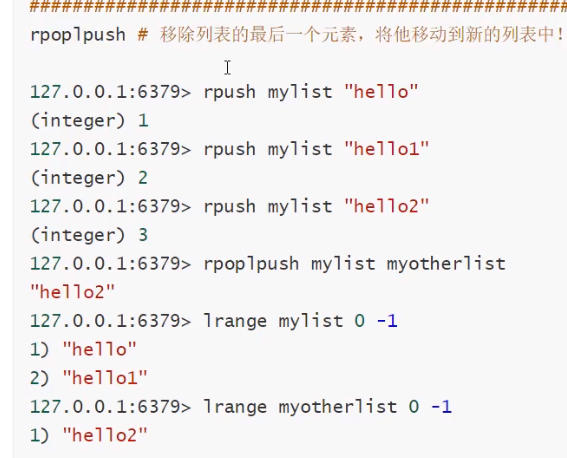 ##################################################
rpoplpush # 移除列表的最后一个元素，将他移动到新的列表中！
127.0.0.1:6379> rpush mylist "hello"
(integer) 1
127.0.0.1:6379> rpush mylist "hello1"
(integer) 2
127.0.0.1:6379> rpush mylist "hello2"
(integer) 3
127.0.0.1:6379> rpoplpush mylist myotherlist
"hello2"
127.0.0.1:6379> lrange mylist 0 -1
1) "hello"
2) "hello1"
127.0.0.1:6379> lrange myotherlist 0 -1
1) "hello2"